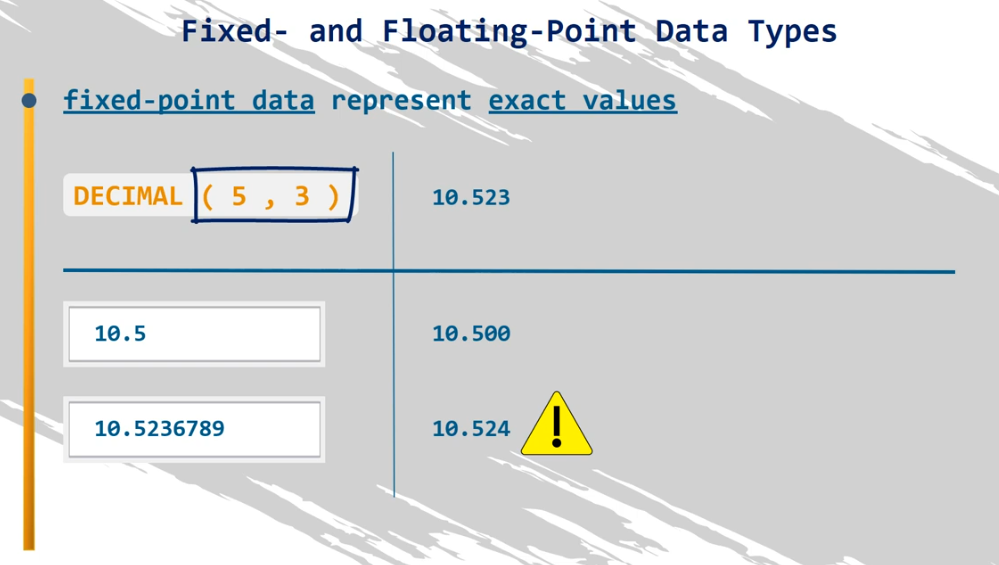 Fixed- and Floating-Point Data Types
fixed-point data represent exact values
DECIMAL ( 5 , 3 ) 10.523
10.5 10.500
10.5236789 10.524 !